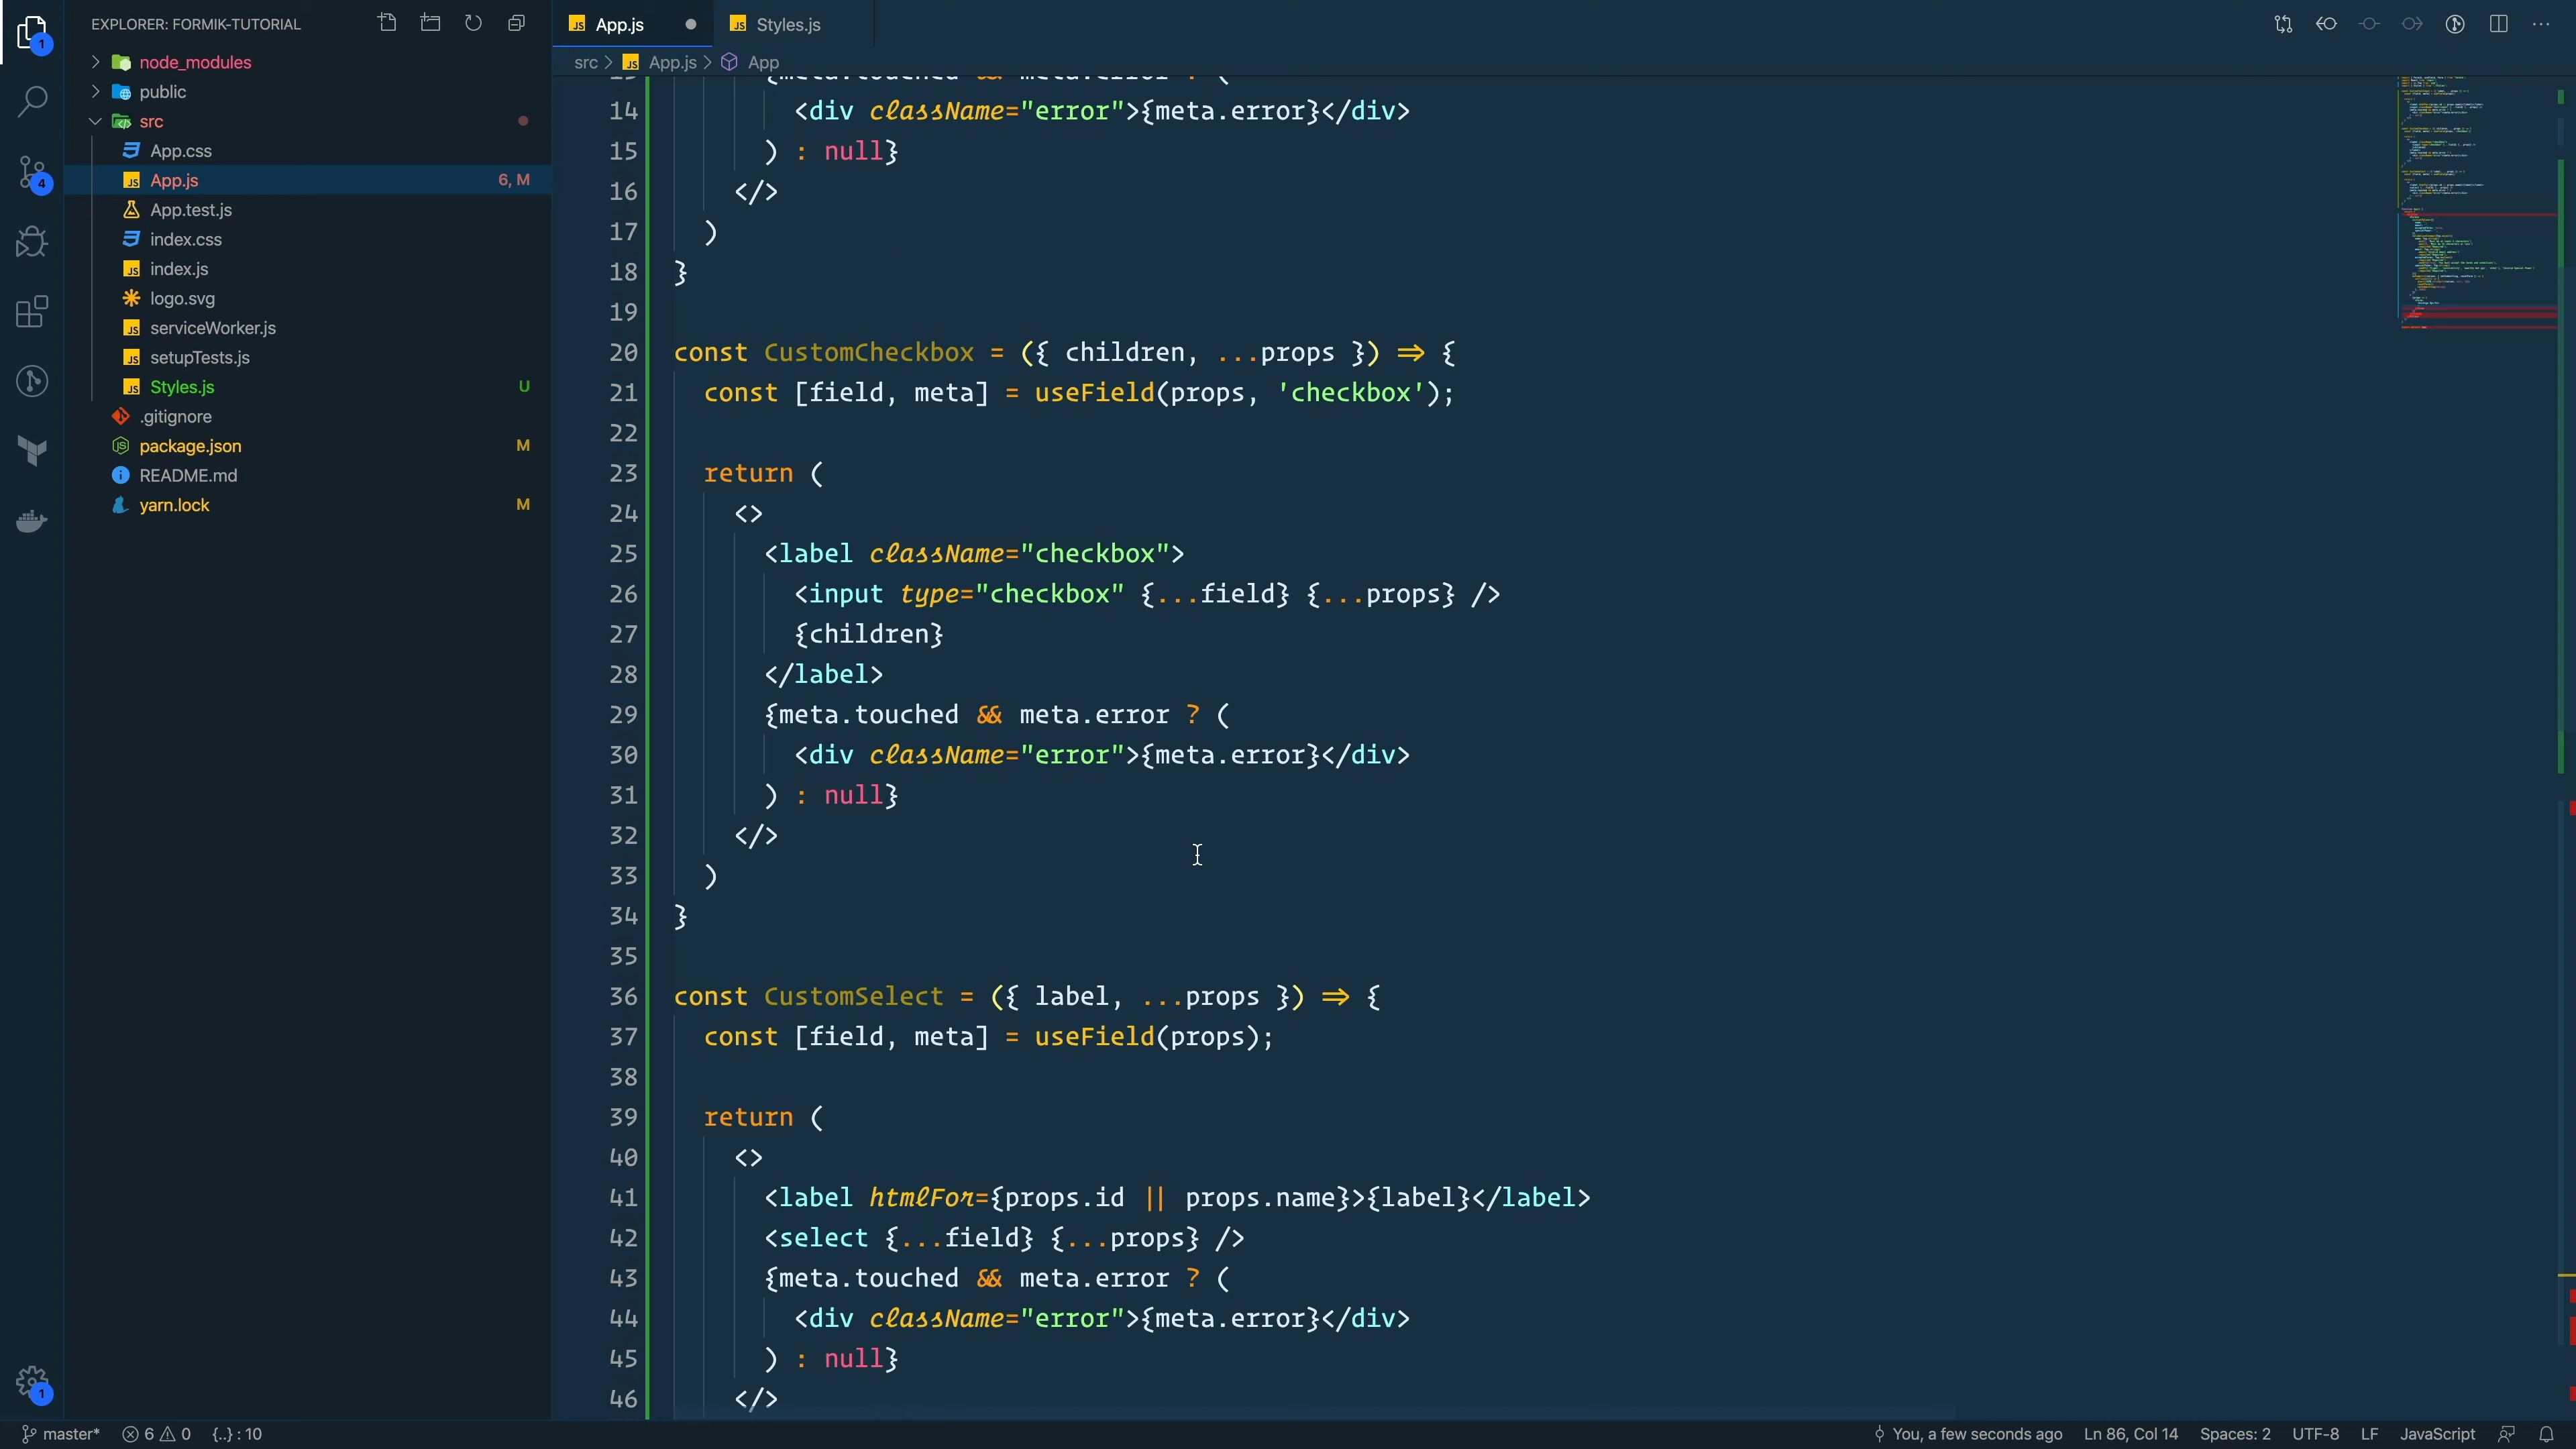 EXPLORER: FORMIK-TUTORIAL
node_modules
public
src
App.css
App.js 6, M
App.test.js
index.css
index.js
logo.svg
serviceWorker.js
setupTests.js
Styles.js U
.gitignore
package.json M
README.md
yarn.lock M
1
4
1
App.js
Styles.js
src > App.js > App
13 {meta.touched && meta.error ? (
14 <div className="error">{meta.error}</div>
15 ) : null}
16 </>
17 )
18 }
19
20 const CustomCheckbox = ({ children, ...props }) => {
21 const [field, meta] = useField(props, 'checkbox');
22
23 return (
24 <>
25 <label className="checkbox">
26 <input type="checkbox" {...field} {...props} />
27 {children}
28 </label>
29 {meta.touched && meta.error ? (
30 <div className="error">{meta.error}</div>
31 ) : null}
32 </>
33 )
34 }
35
36 const CustomSelect = ({ label, ...props }) => {
37 const [field, meta] = useField(props);
38
39 return (
40 <>
41 <label htmlFor={props.id || props.name}>{label}</label>
42 <select {...field} {...props} />
43 {meta.touched && meta.error ? (
44 <div className="error">{meta.error}</div>
45 ) : null}
46 </>
master* 6 0 {..} : 10 You, a few seconds ago Ln 86, Col 14 Spaces: 2 UTF-8 LF JavaScript